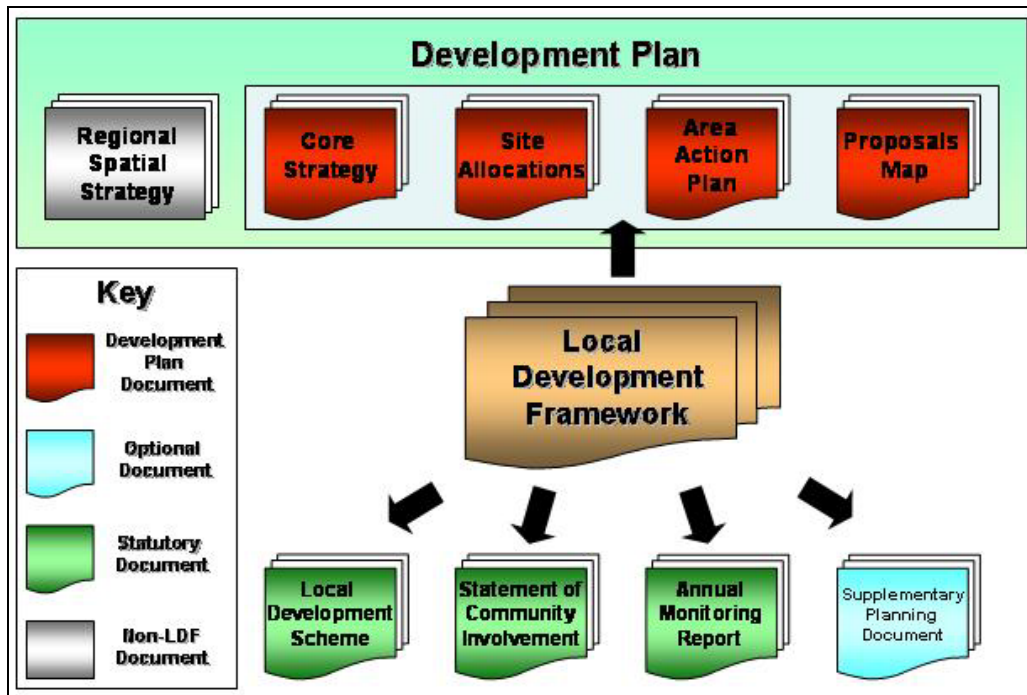 Development Plan
Regional
Spatial
Strategy
Core
Strategy
Site
Allocations
Area
Action
Plan
Proposals
Map
Key
Development
Plan
Document
Optional
Document
Statutory
Document
Non-LDF
Document
Local
Development
Framework
Local
Development
Scheme
Statement of
Community
Involvement
Annual
Monitoring
Report
Supplementary
Planning
Document